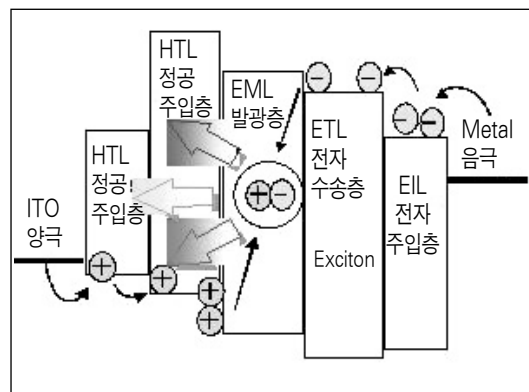 HTL
정공
주입층
EML
발광층
HTL
정공
주입층
ITO
양극
ETL
전자
수송층
Exciton
EIL
전자
주입층
Metal
음극